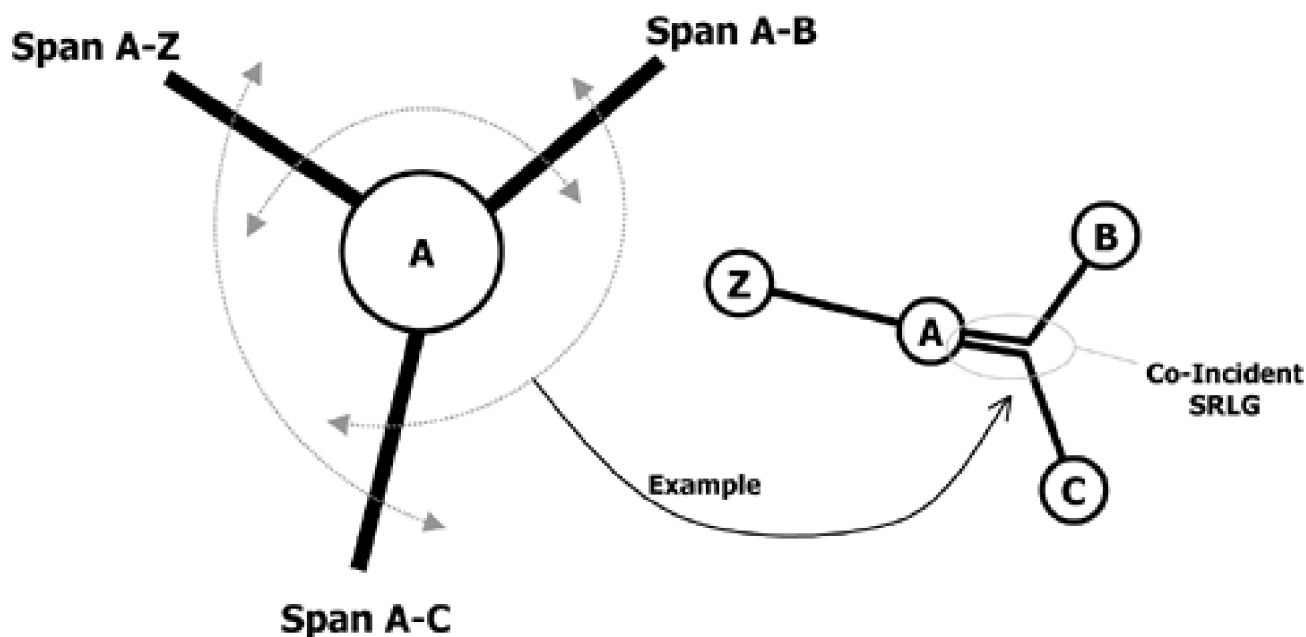 Span A-Z
Span A-B
A
B
Z
A
Co-Incident
SRLG
Example
C
Span A-C